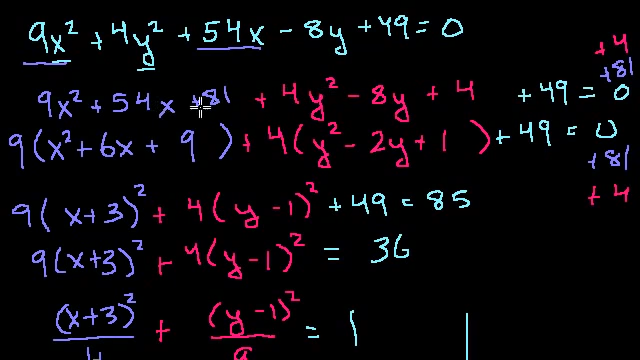 9x² + 4y² + 54x - 8y + 49 = 0
+4
+81
9x² + 54x +81 + 4y² - 8y + 4 + 49 = 0
9(x² + 6x + 9) + 4(y² - 2y + 1) + 49 = 0
+81
+4
9(x+3)² + 4(y-1)² + 49 = 85
9(x+3)² + 4(y-1)² = 36
(x+3)²/4 + (y-1)²/9 = 1